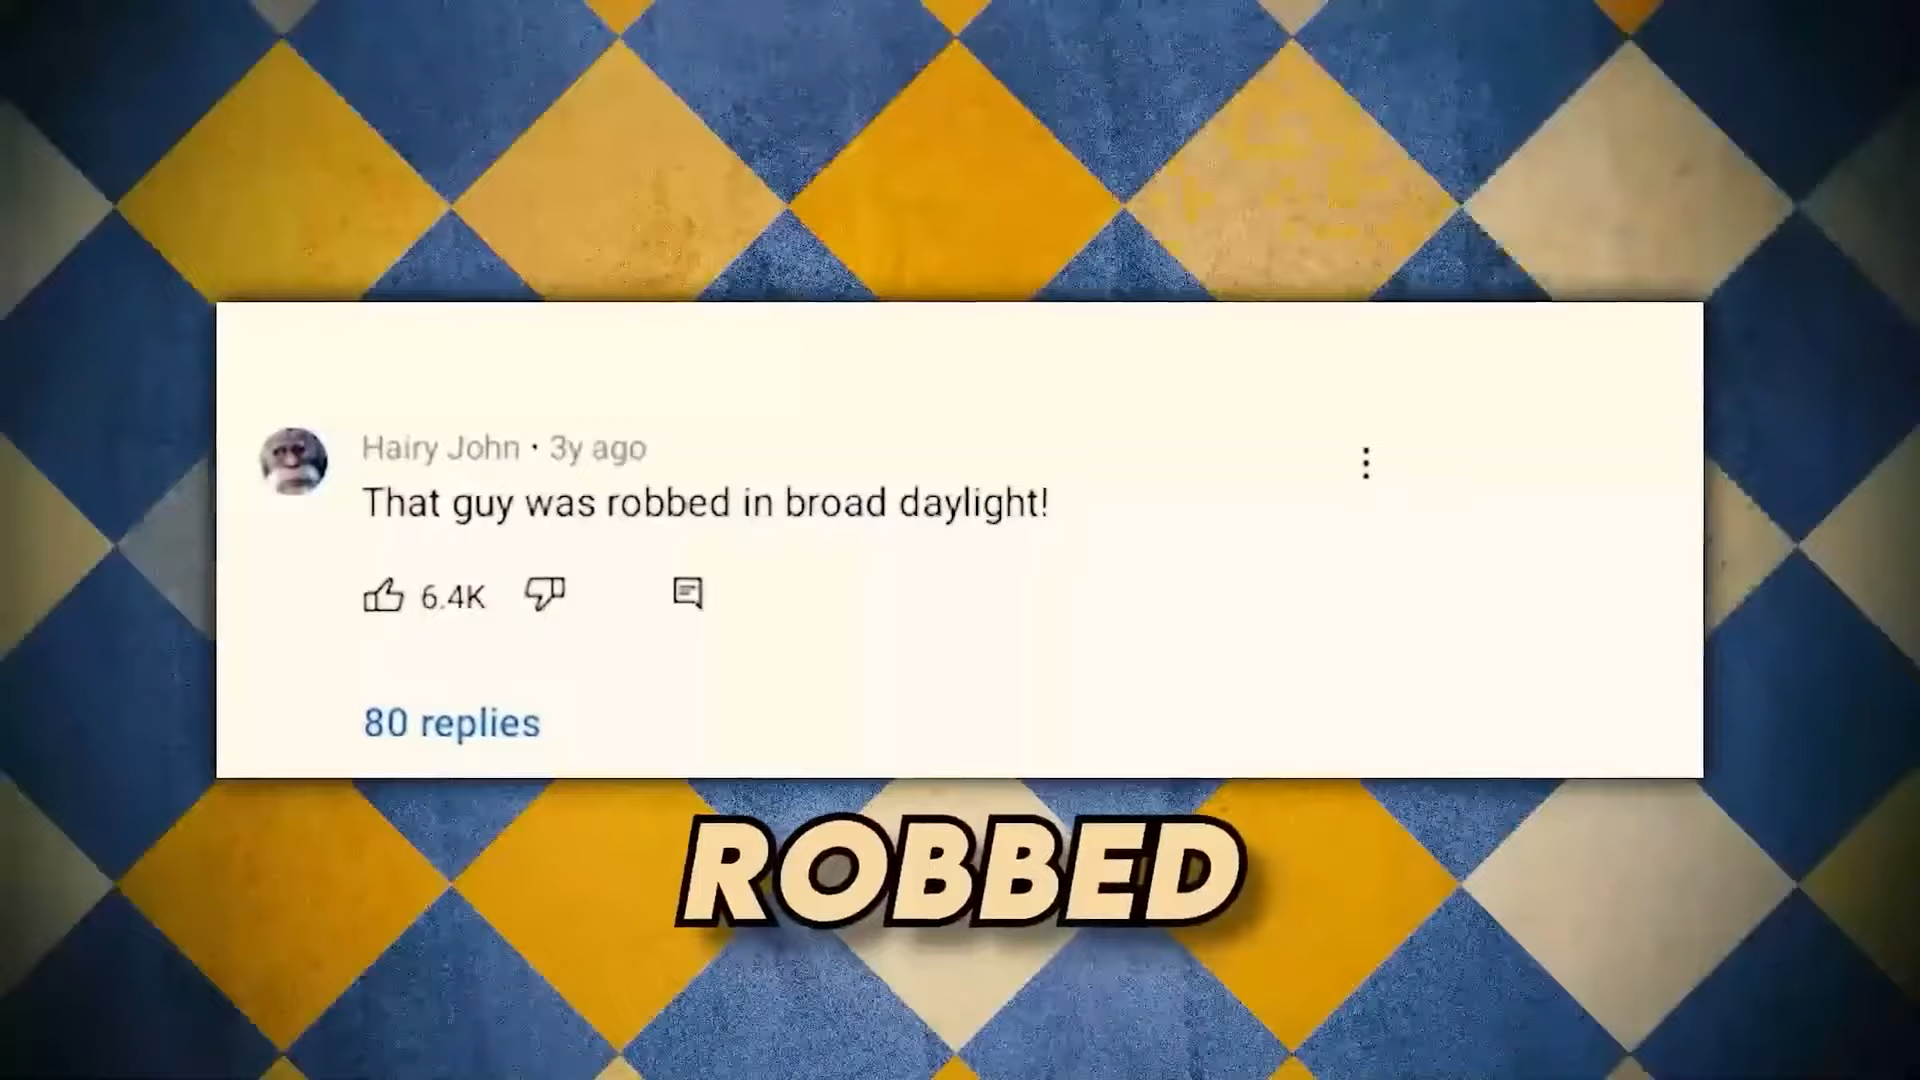 Hairy John • 3y ago
That guy was robbed in broad daylight!
6.4K
80 replies
ROBBED